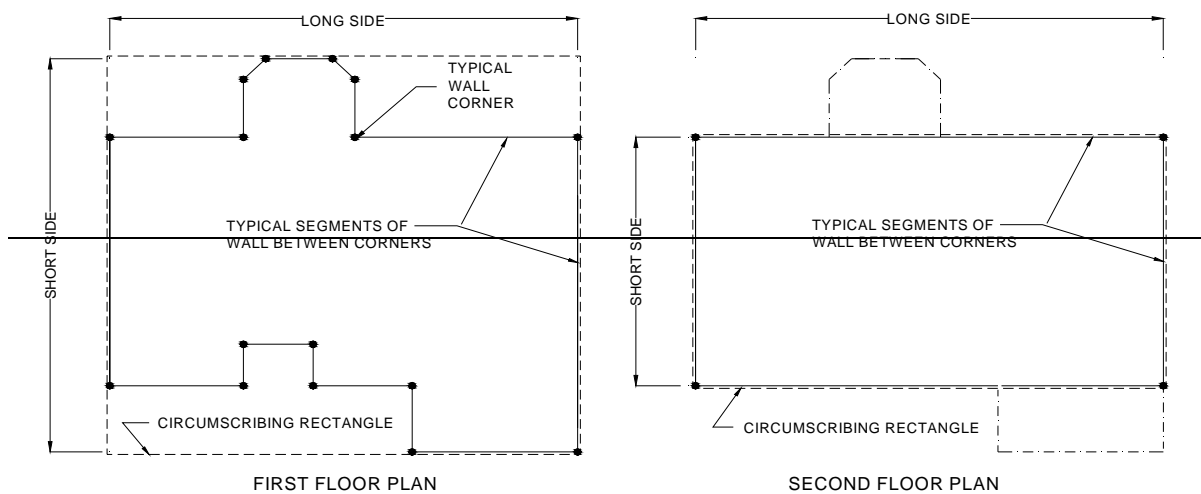 LONG SIDE
TYPICAL
WALL
CORNER
SHORT SIDE
TYPICAL SEGMENTS OF
WALL BETWEEN CORNERS
CIRCUMSCRIBING RECTANGLE
FIRST FLOOR PLAN
LONG SIDE
SHORT SIDE
TYPICAL SEGMENTS OF
WALL BETWEEN CORNERS
CIRCUMSCRIBING RECTANGLE
SECOND FLOOR PLAN